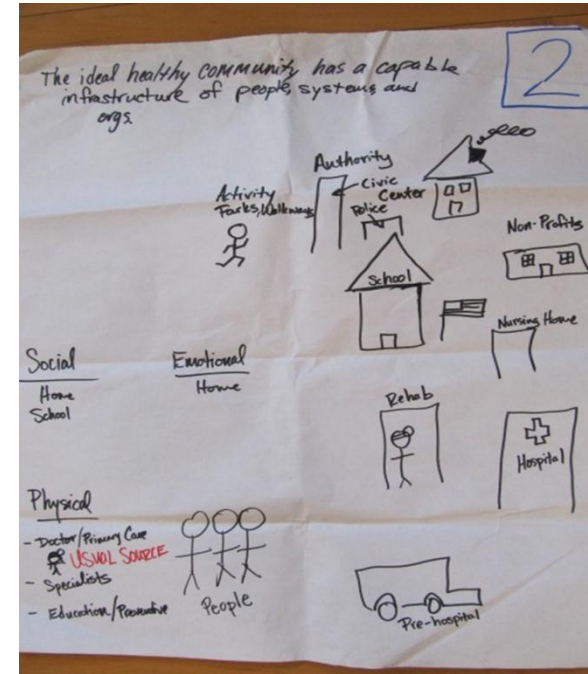 The ideal healthy community has a capable
infrastructure of people, systems and
orgs.
2
Authority
Civic
Center
Police
Activity
Parks, Walkways
Non-Profits
School
Nursing Home
Social
Home
School
Emotional
Home
Rehab
Hospital
Physical
- Doctor/Primary Care
USUAL SOURCE
- Specialists
- Education/Preventive
People
Pre-hospital